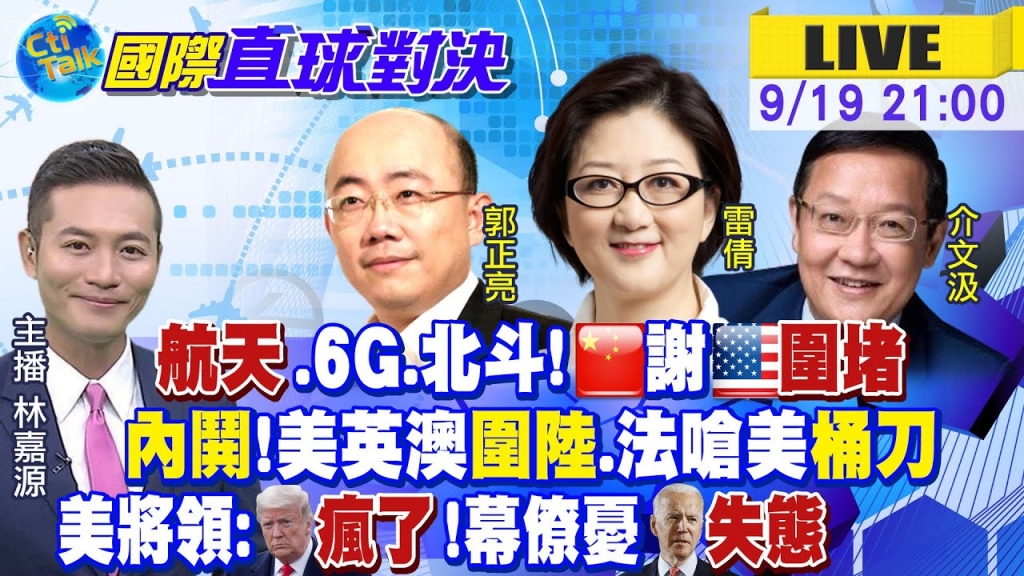 Cti Talk
國際直球對決
LIVE
9/19 21:00
主播 林嘉源
郭正亮
雷倩
介文汲
航天.6G.北斗!謝圍堵
內鬨!美英澳圍陸.法嗆美桶刀
美將領:瘋了!幕僚憂失態